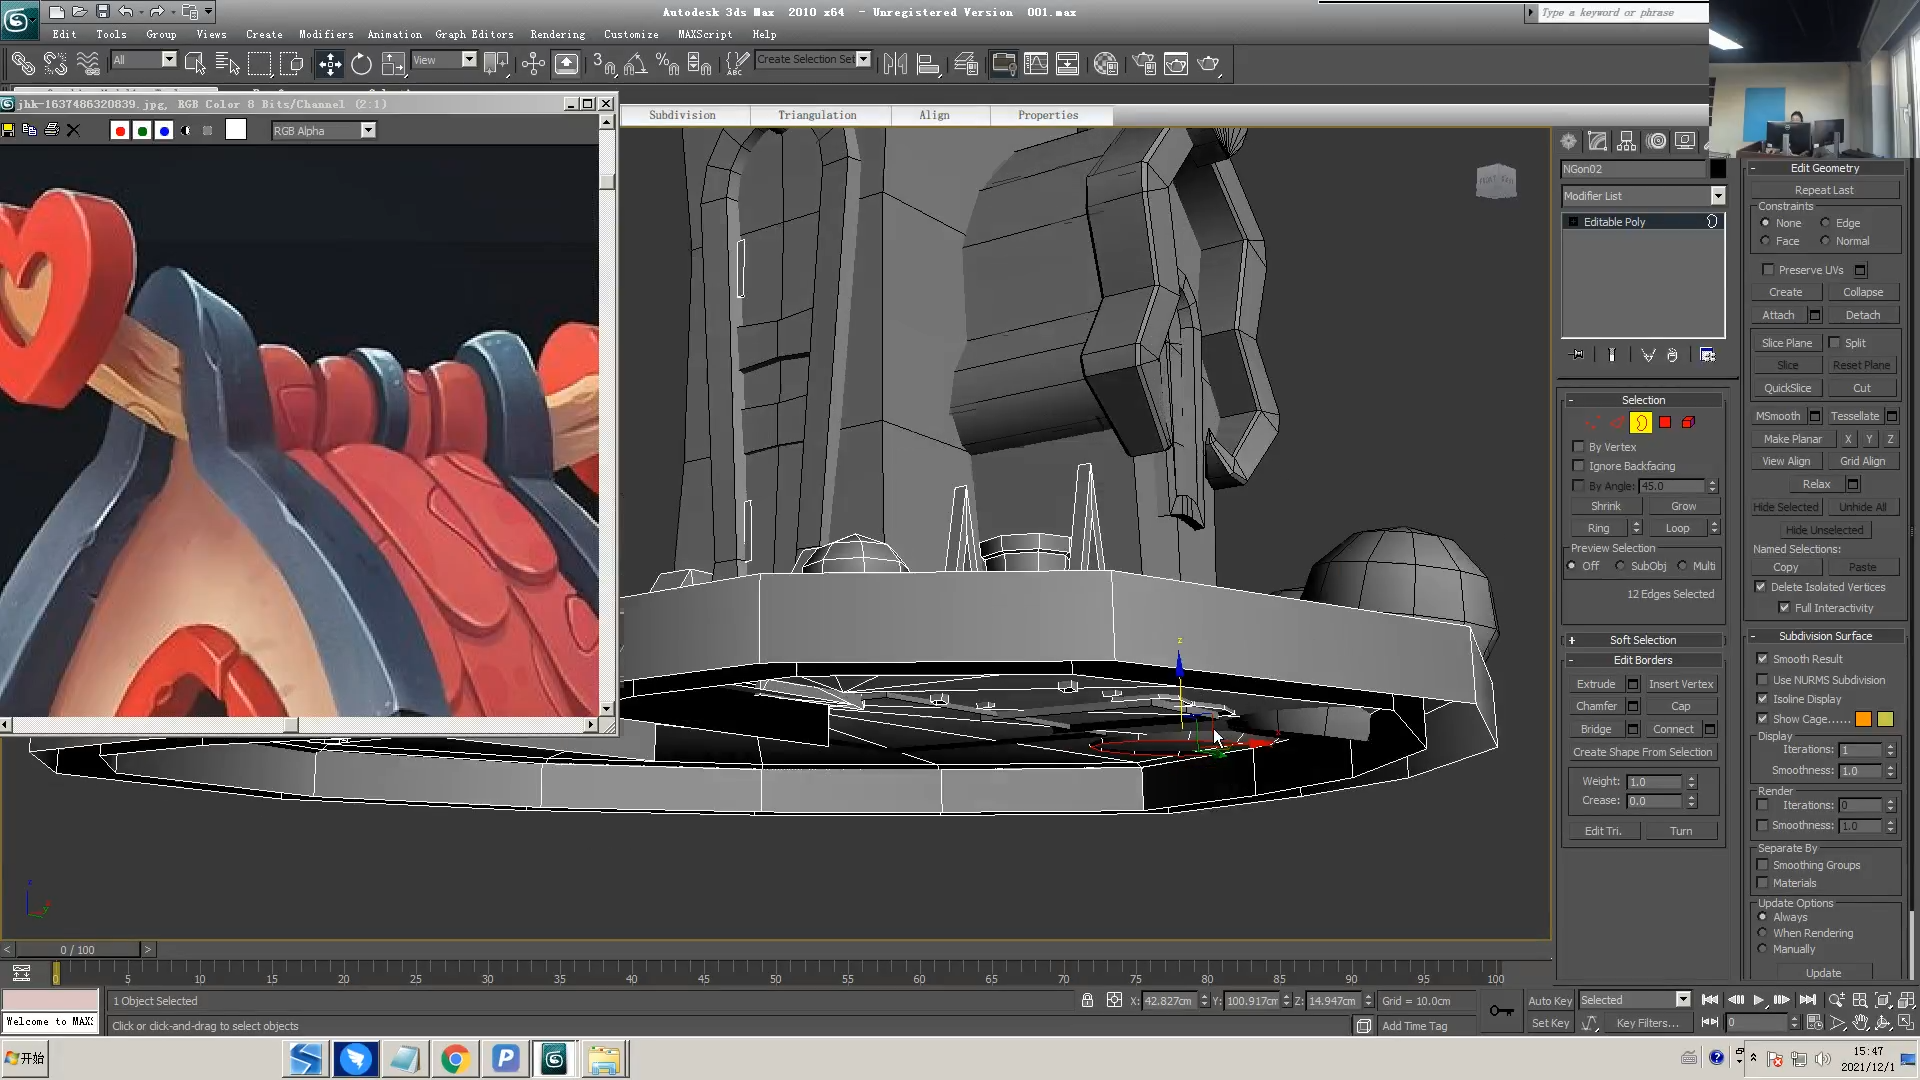 Autodesk 3ds Max 2010 x64 - Unregistered Version 001.max
Type a keyword or phrase
Edit Tools Group Views Create Modifiers Animation Graph Editors Rendering Customize MAXScript Help
All View Create Selection Set
jhk-1637486320839.jpg, RGB Color 8 Bits/Channel (2:1)
RGB Alpha
Subdivision Triangulation Align Properties
NGon02
Modifier List
Editable Poly
Selection
By Vertex
Ignore Backfacing
By Angle: 45.0
Shrink Grow
Ring Loop
Preview Selection
Off SubObj Multi
12 Edges Selected
Soft Selection
Edit Borders
Extrude Insert Vertex
Chamfer Cap
Bridge Connect
Create Shape From Selection
Weight: 1.0
Crease: 0.0
Edit Tri. Turn
Edit Geometry
Repeat Last
Constraints
None Edge
Face Normal
Preserve UVs
Create Collapse
Attach Detach
Slice Plane Split
Slice Reset Plane
QuickSlice Cut
MSmooth Tessellate
Make Planar X Y Z
View Align Grid Align
Relax
Hide Selected Unhide All
Hide Unselected
Named Selections:
Copy Paste
Delete Isolated Vertices
Full Interactivity
Subdivision Surface
Smooth Result
Use NURMS Subdivision
Isoline Display
Show Cage......
Display
Iterations: 1
Smoothness: 1.0
Render
Iterations: 0
Smoothness: 1.0
Separate By
Smoothing Groups
Materials
Update Options
Always
When Rendering
Manually
Update
z
0 / 100
0 5 10 15 20 25 30 35 40 45 50 55 60 65 70 75 80 85 90 95 100
1 Object Selected
X: 42.827cm Y: 100.917cm Z: 14.947cm Grid = 10.0cm
Auto Key Selected
Welcome to MAXS
Click or click-and-drag to select objects
Add Time Tag
Set Key Key Filters... 0
开始
15:47
2021/12/1